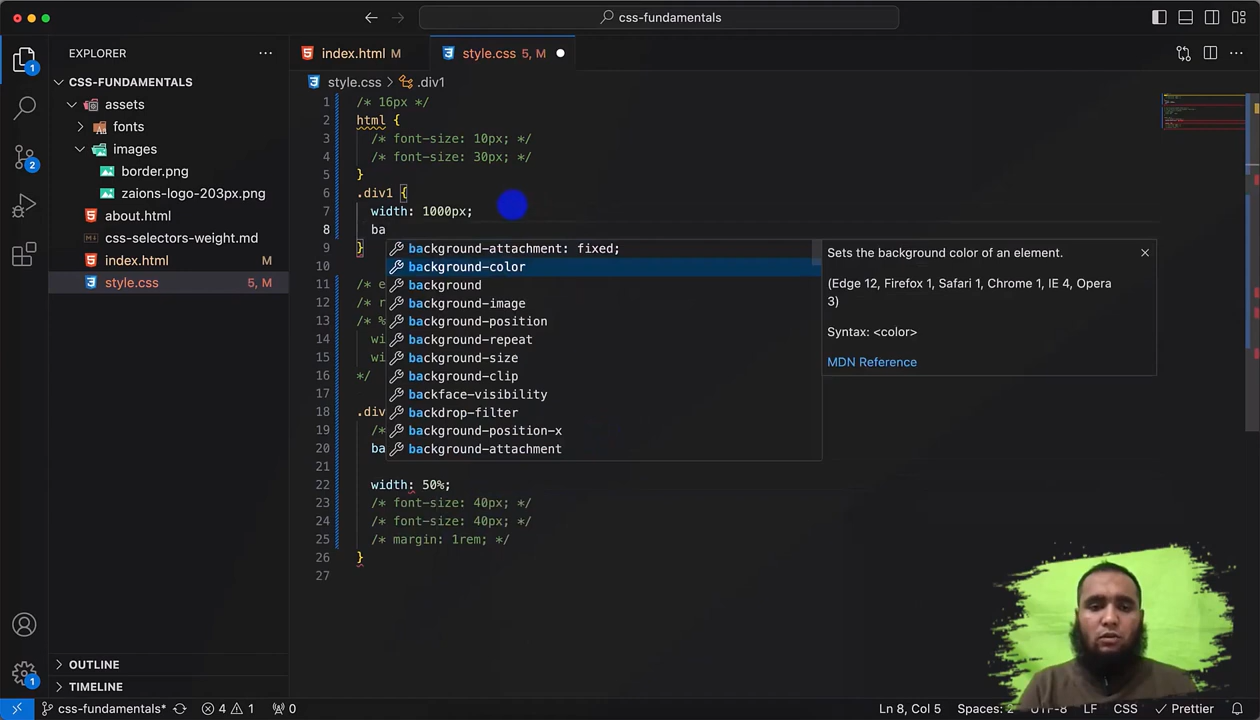 css-fundamentals
EXPLORER
CSS-FUNDAMENTALS
assets
fonts
images
border.png
zaions-logo-203px.png
about.html
css-selectors-weight.md
index.html M
style.css 5, M
OUTLINE
TIMELINE
index.html M
style.css 5, M
style.css > .div1
1 /* 16px */
2 html {
3 /* font-size: 10px; */
4 /* font-size: 30px; */
5 }
6 .div1 {
7 width: 1000px;
8 ba
9 }
10
11 /* e
12 /* r
13 /* %
14 wi
15 wi
16 */
17
18 .div
19 /*
20 ba
21
22 width: 50%;
23 /* font-size: 40px; */
24 /* font-size: 40px; */
25 /* margin: 1rem; */
26 }
27
background-attachment: fixed;
background-color
background
background-image
background-position
background-repeat
background-size
background-clip
backface-visibility
backdrop-filter
background-position-x
background-attachment
Sets the background color of an element.
(Edge 12, Firefox 1, Safari 1, Chrome 1, IE 4, Opera
3)
Syntax: <color>
MDN Reference
1
2
1
css-fundamentals* 4 1 0
Ln 8, Col 5 Spaces: 2 UTF-8 LF CSS Prettier